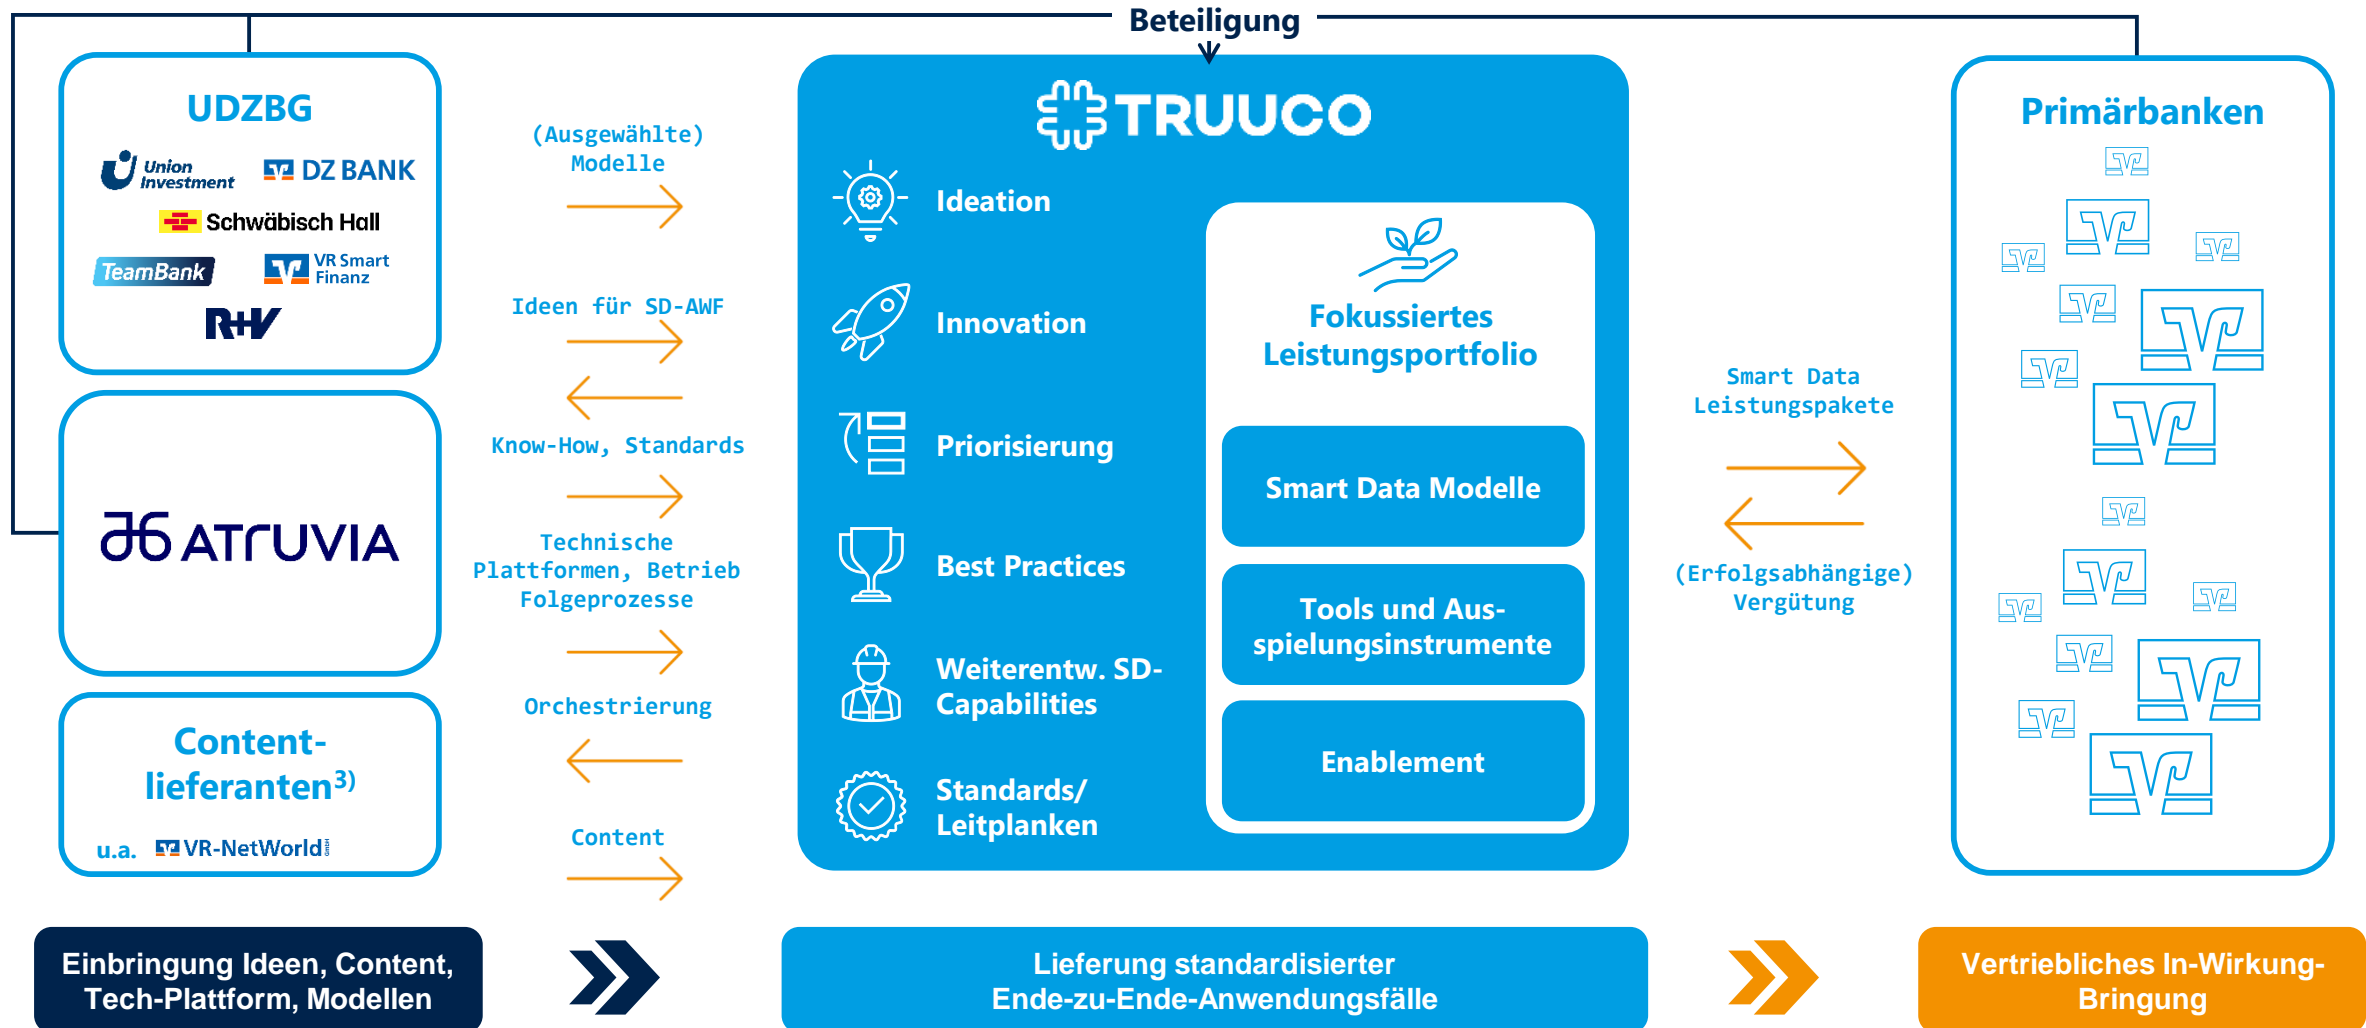 Beteiligung
UDZBG
Union
Investment
DZ BANK
Schwäbisch Hall
TeamBank
VR Smart
Finanz
R+V
ATRUVIA
Content-
lieferanten3)
u.a.
VR-NetWorld GmbH
(Ausgewählte)
Modelle
Ideen für SD-AWF
Know-How, Standards
Technische
Plattformen, Betrieb
Folgeprozesse
Orchestrierung
Content
TRUUCO
Ideation
Innovation
Priorisierung
Best Practices
Weiterentw. SD-
Capabilities
Standards/
Leitplanken
Fokussiertes
Leistungsportfolio
Smart Data Modelle
Tools und Aus-
spielungsinstrumente
Enablement
Smart Data
Leistungspakete
(Erfolgsabhängige)
Vergütung
Primärbanken
Einbringung Ideen, Content,
Tech-Plattform, Modellen
Lieferung standardisierter
Ende-zu-Ende-Anwendungsfälle
Vertriebliches In-Wirkung-
Bringung